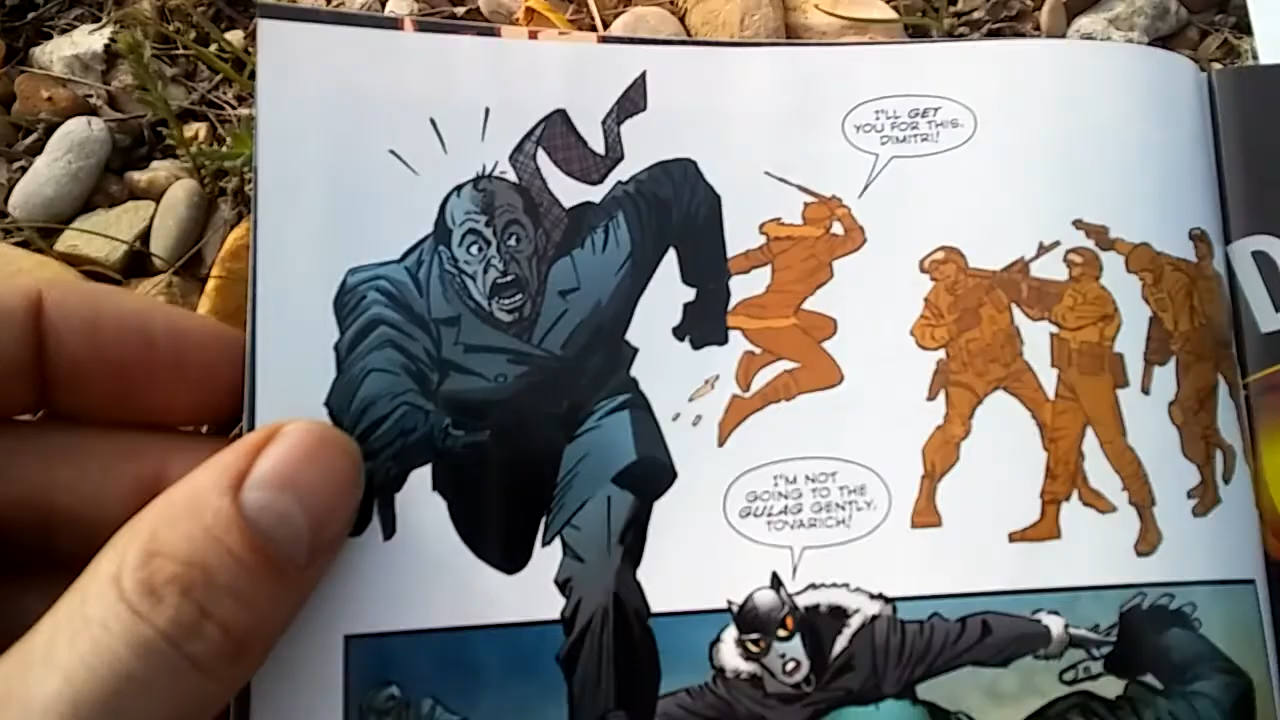 I'LL GET
YOU FOR THIS,
DIMITRI!
I'M NOT
GOING TO THE
GULAG GENTLY,
TOVARICH!
D